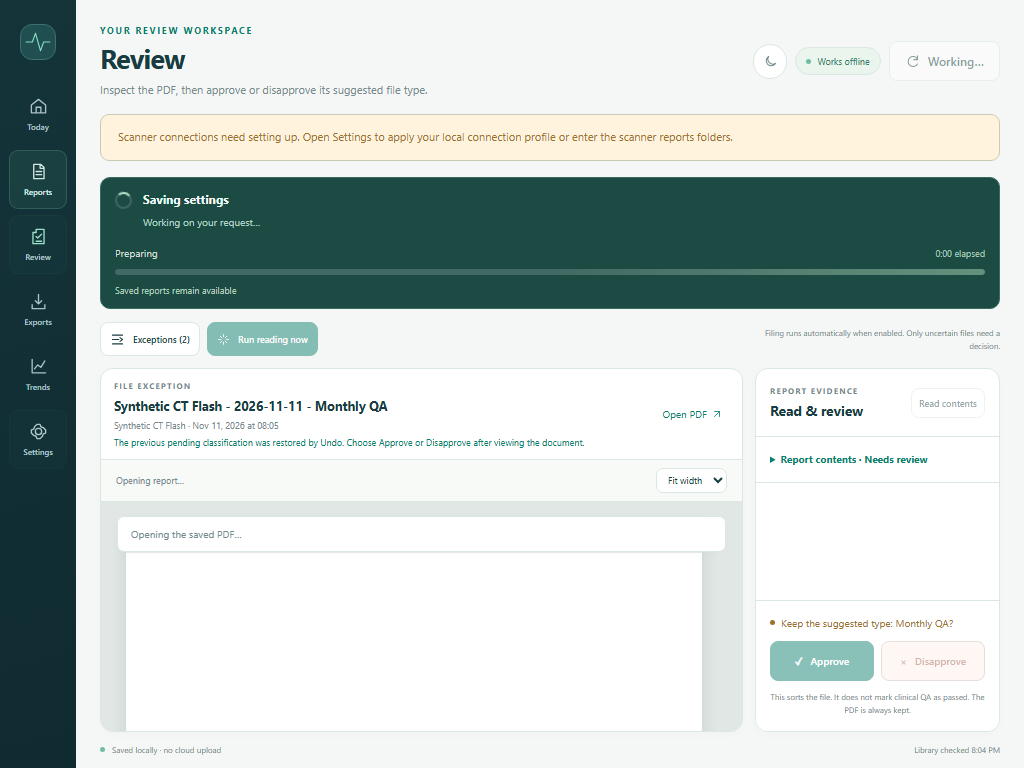 YOUR REVIEW WORKSPACE
Review
Inspect the PDF, then approve or disapprove its suggested file type.
Works offline
Working...
Today
Reports
Review
Exports
Trends
Settings
Scanner connections need setting up. Open Settings to apply your local connection profile or enter the scanner reports folders.
Saving settings
Working on your request...
Preparing
0:00 elapsed
Saved reports remain available
Exceptions (2)
Run reading now
Filing runs automatically when enabled. Only uncertain files need a
decision.
FILE EXCEPTION
Synthetic CT Flash - 2026-11-11 - Monthly QA
Synthetic CT Flash · Nov 11, 2026 at 08:05
The previous pending classification was restored by Undo. Choose Approve or Disapprove after viewing the document.
Open PDF
Opening report...
Fit width
Opening the saved PDF...
REPORT EVIDENCE
Read & review
Read contents
Report contents · Needs review
Keep the suggested type: Monthly QA?
Approve
Disapprove
This sorts the file. It does not mark clinical QA as passed. The
PDF is always kept.
Saved locally · no cloud upload
Library checked 8:04 PM